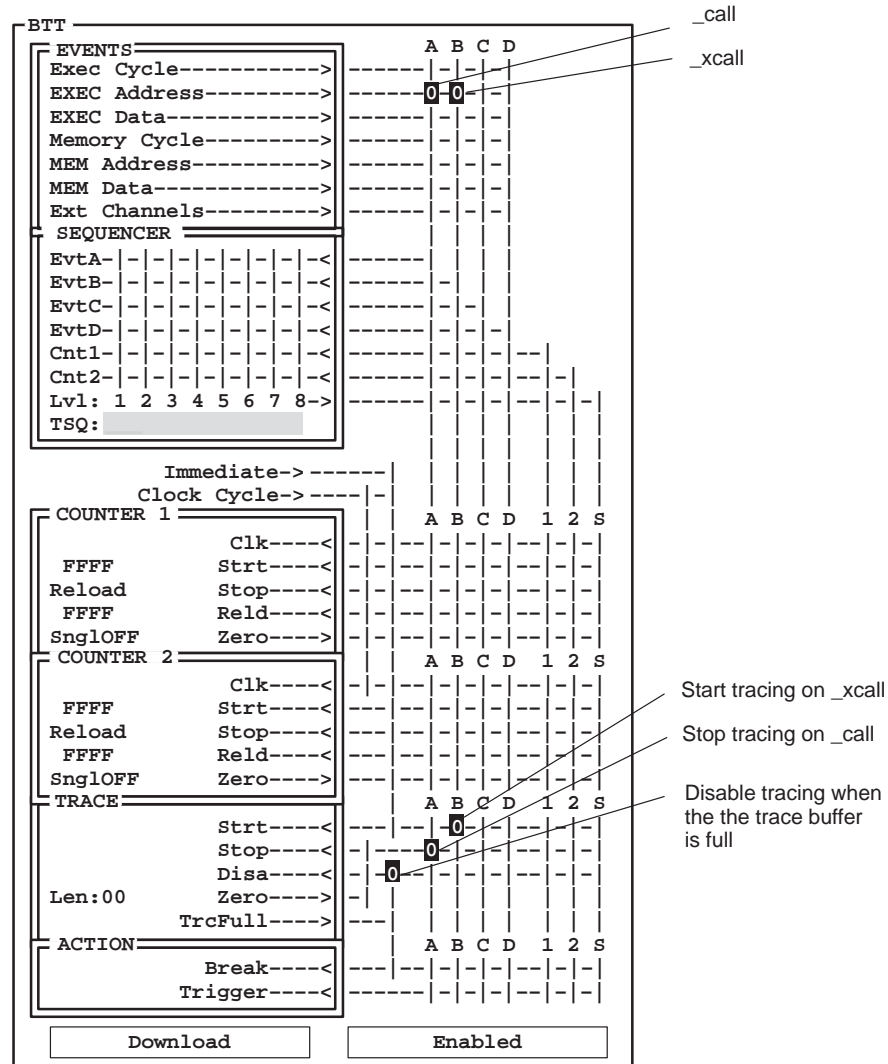 BTT
_call
_xcall
EVENTS
A B C D
Exec Cycle----------->
EXEC Address--------->
0 0
EXEC Data------------>
Memory Cycle--------->
MEM Address---------->
MEM Data------------->
Ext Channels--------->
SEQUENCER
EvtA-|-|-|-|-|-|-|-|-<
EvtB-|-|-|-|-|-|-|-|-<
EvtC-|-|-|-|-|-|-|-|-<
EvtD-|-|-|-|-|-|-|-|-<
Cnt1-|-|-|-|-|-|-|-|-<
Cnt2-|-|-|-|-|-|-|-|-<
Lvl: 1 2 3 4 5 6 7 8->
TSQ:
Immediate->
Clock Cycle->
COUNTER 1
A B C D 1 2 S
Clk----<
FFFF Strt----<
Reload Stop----<
FFFF Reld----<
SnglOFF Zero---->
COUNTER 2
A B C D 1 2 S
Clk----<
FFFF Strt----<
Reload Stop----<
FFFF Reld----<
SnglOFF Zero---->
Start tracing on _xcall
Stop tracing on _call
Disable tracing when
the the trace buffer
is full
TRACE
A B C D 1 2 S
Strt----< 0
Stop----< 0
Disa----< 0
Len:00 Zero---->
TrcFull---->
ACTION
A B C D 1 2 S
Break----<
Trigger----<
Download
Enabled